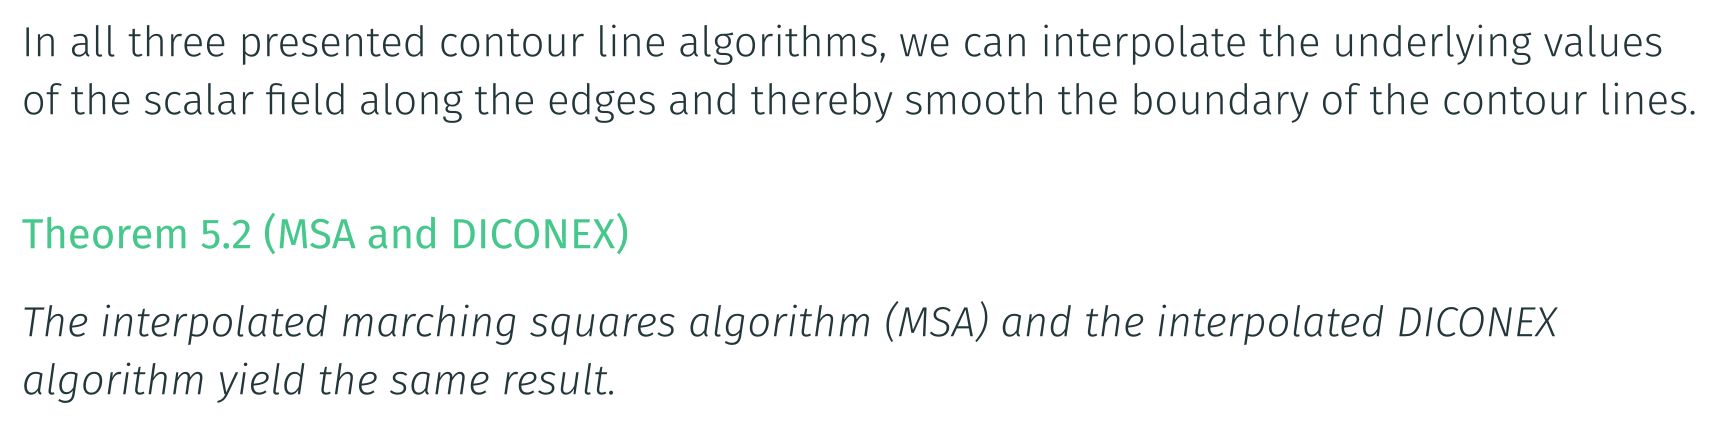 In all three presented contour line algorithms, we can interpolate the underlying values
of the scalar field along the edges and thereby smooth the boundary of the contour lines.
Theorem 5.2 (MSA and DICONEX)
The interpolated marching squares algorithm (MSA) and the interpolated DICONEX
algorithm yield the same result.